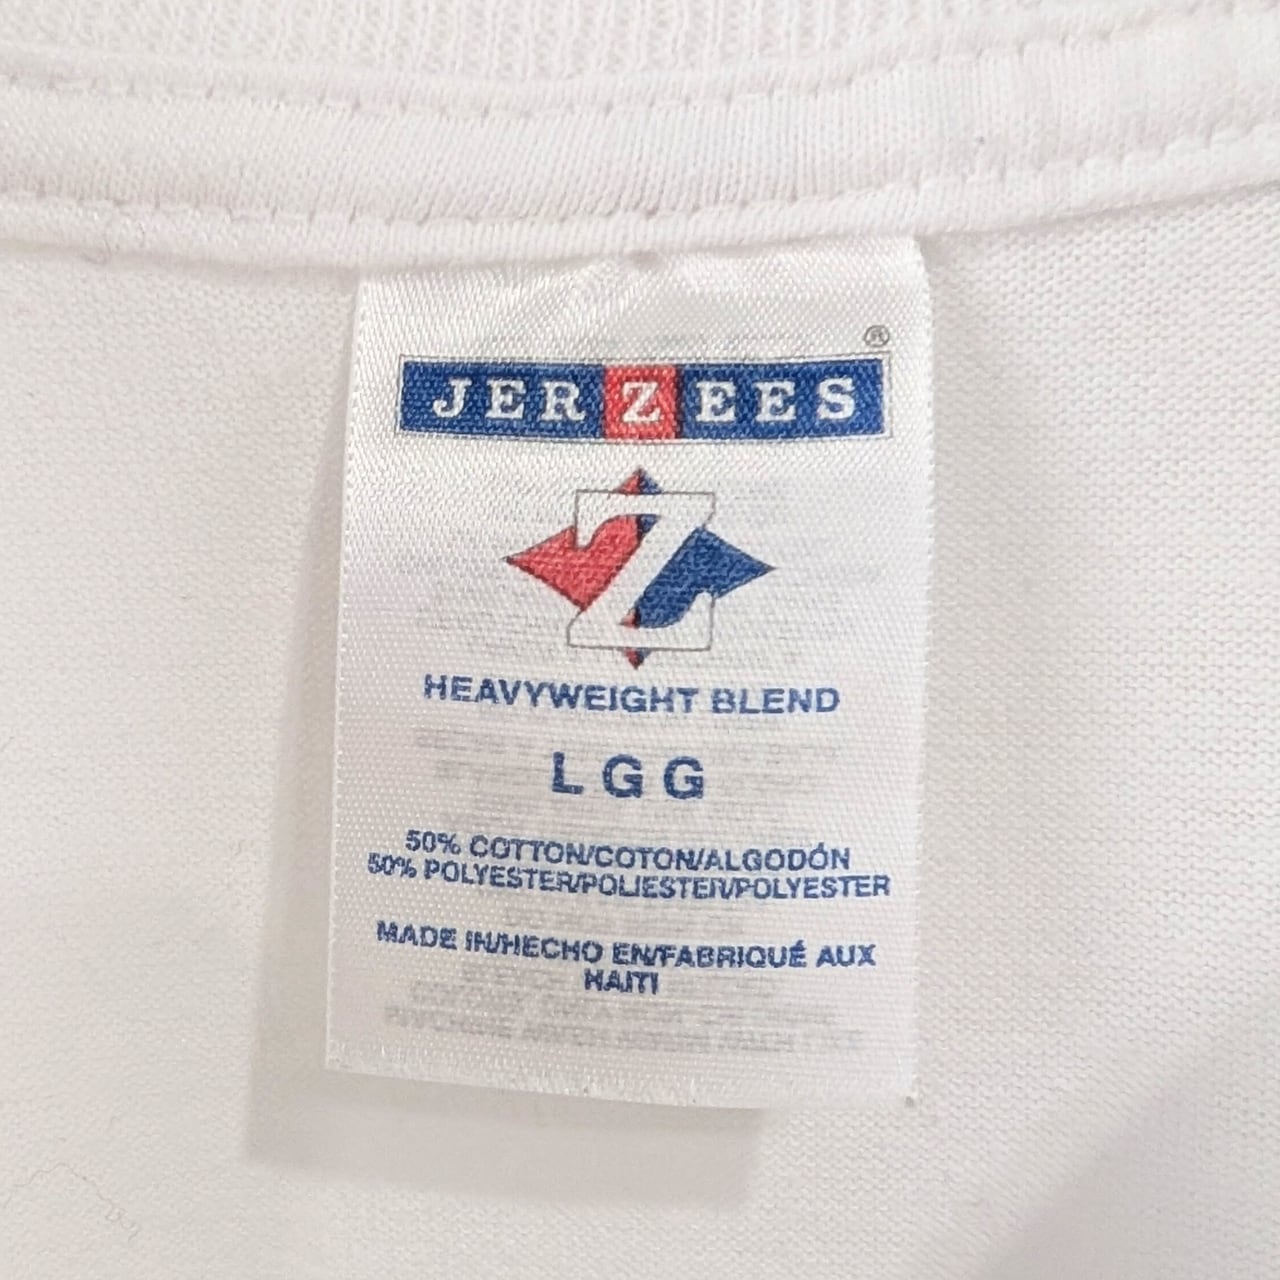 ®
JERZEES
Z
HEAVYWEIGHT BLEND
L G G
50% COTTON/COTON/ALGODÓN
50% POLYESTER/POLIESTER/POLYESTER
MADE IN/HECHO EN/FABRIQUÉ AUX
HAITI